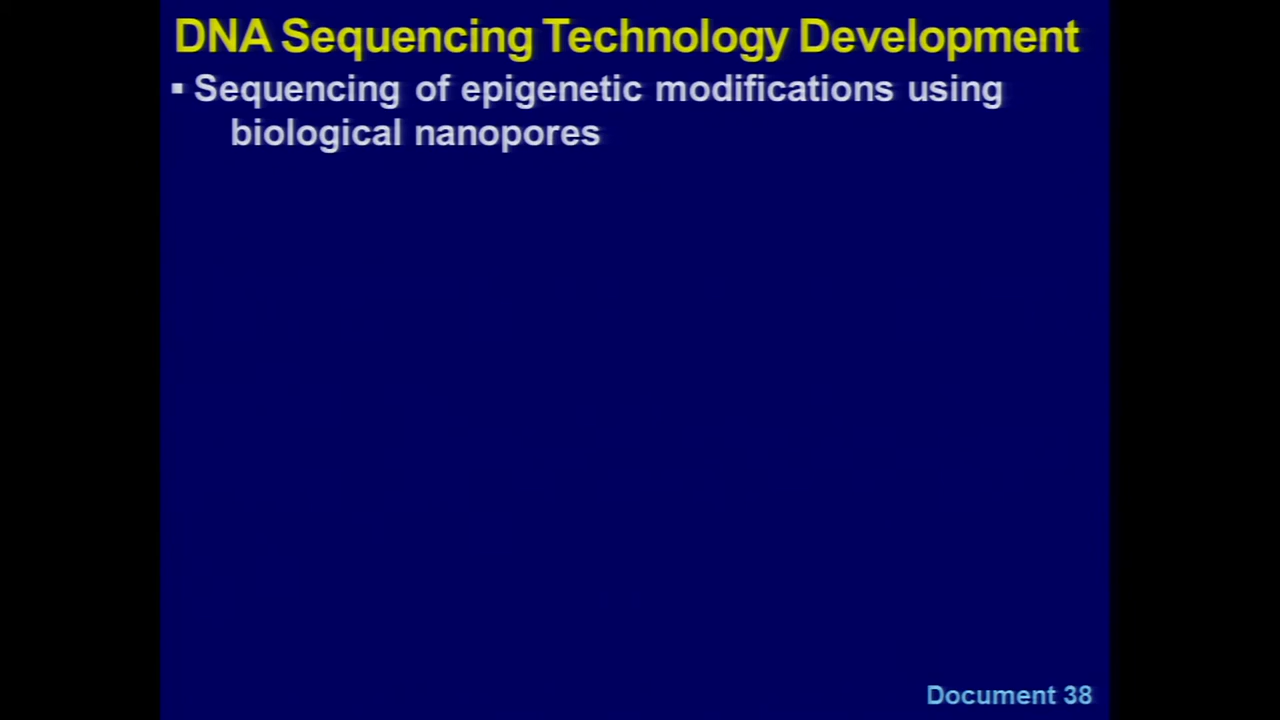 DNA Sequencing Technology Development
▪ Sequencing of epigenetic modifications using
biological nanopores
Document 38